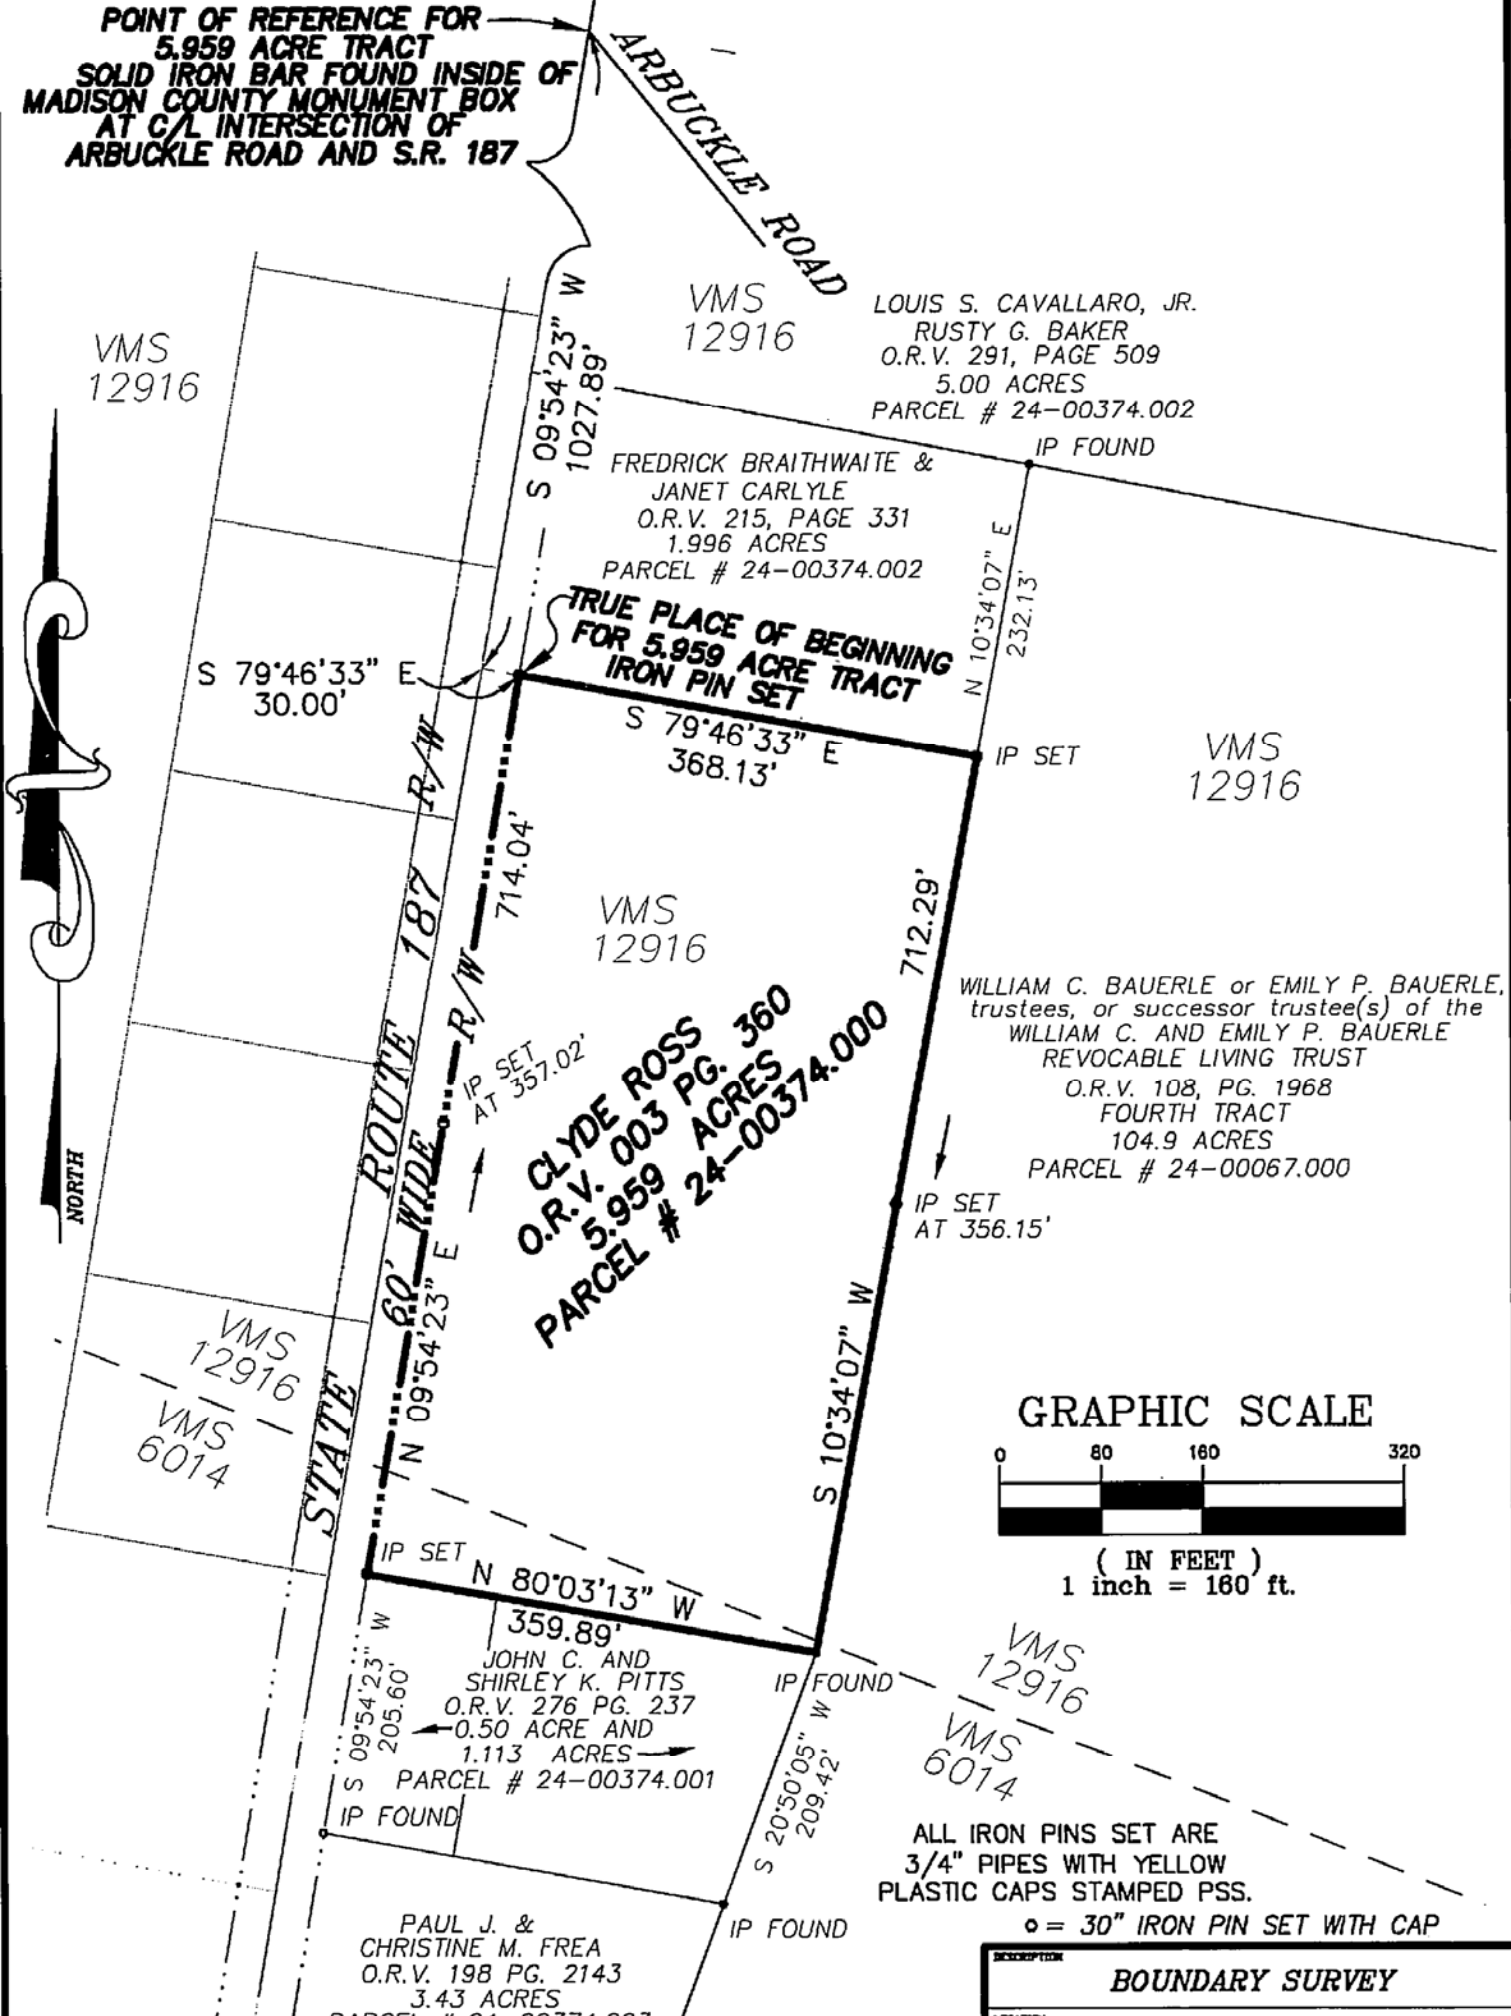 POINT OF REFERENCE FOR
5.959 ACRE TRACT
SOLID IRON BAR FOUND INSIDE OF
MADISON COUNTY MONUMENT BOX
AT C/L INTERSECTION OF
ARBUCKLE ROAD AND S.R. 187
ARBUCKLE ROAD
VMS
12916
VMS
12916
LOUIS S. CAVALLARO, JR.
RUSTY G. BAKER
O.R.V. 291, PAGE 509
5.00 ACRES
PARCEL # 24-00374.002
S 09°54'23" W
1027.89'
IP FOUND
FREDRICK BRAITHWAITE &
JANET CARLYLE
O.R.V. 215, PAGE 331
1.996 ACRES
PARCEL # 24-00374.002
N 10°34'07" E
232.13'
TRUE PLACE OF BEGINNING
FOR 5.959 ACRE TRACT
IRON PIN SET
S 79°46'33" E
30.00'
S 79°46'33" E
368.13'
IP SET
VMS
12916
R/W
714.04'
VMS
12916
712.29'
R/W
WILLIAM C. BAUERLE or EMILY P. BAUERLE,
trustees, or successor trustee(s) of the
WILLIAM C. AND EMILY P. BAUERLE
REVOCABLE LIVING TRUST
O.R.V. 108, PG. 1968
FOURTH TRACT
104.9 ACRES
PARCEL # 24-00067.000
IP SET
AT 357.02'
CLYDE ROSS
O.R.V. 003 PG. 360
5.959 ACRES
PARCEL # 24-00374.000
STATE ROUTE 187
60' WIDE
NORTH
IP SET
AT 356.15'
N 09°54'23" E
S 10°34'07" W
VMS
12916
VMS
6014
GRAPHIC SCALE
0 80 160 320
( IN FEET )
1 inch = 160 ft.
IP SET
N 80°03'13" W
359.89'
JOHN C. AND
SHIRLEY K. PITTS
O.R.V. 276 PG. 237
0.50 ACRE AND
1.113 ACRES
PARCEL # 24-00374.001
S 09°54'23" W
205.60'
IP FOUND
VMS
12916
VMS
6014
S 20°50'05" W
209.42'
IP FOUND
ALL IRON PINS SET ARE
3/4" PIPES WITH YELLOW
PLASTIC CAPS STAMPED PSS.
= 30" IRON PIN SET WITH CAP
IP FOUND
PAUL J. &
CHRISTINE M. FREA
O.R.V. 198 PG. 2143
3.43 ACRES
DESCRIPTION
BOUNDARY SURVEY